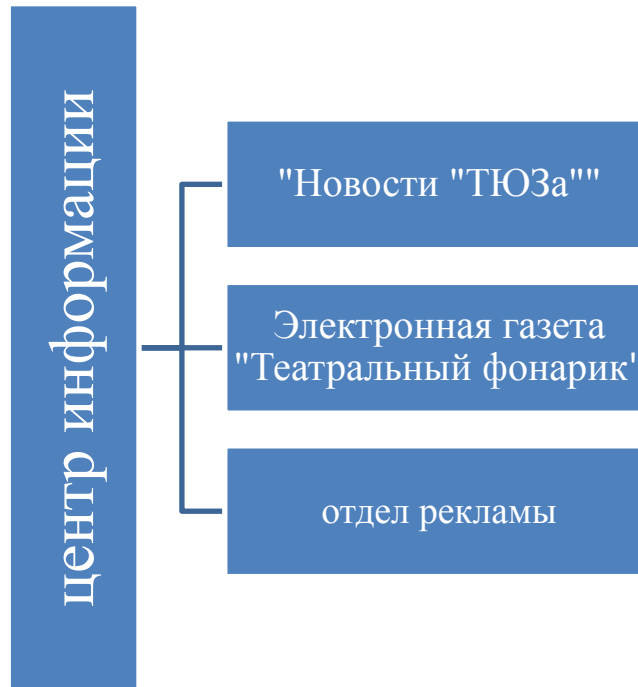 центр информации
"Новости "ТЮЗа""
Электронная газета
"Театральный фонарик"
отдел рекламы